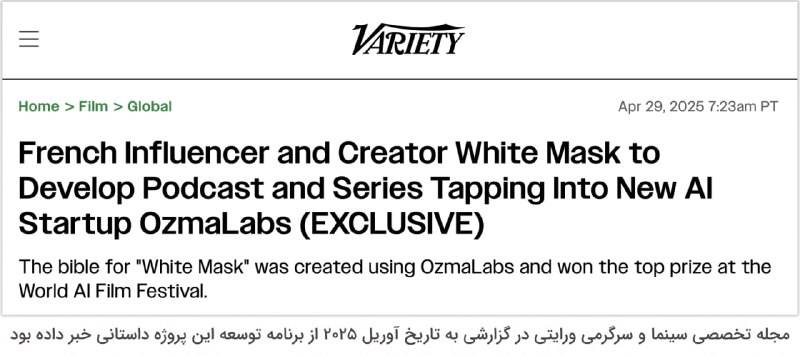 VARIETY
Home > Film > Global
Apr 29, 2025 7:23am PT
French Influencer and Creator White Mask to
Develop Podcast and Series Tapping Into New AI
Startup OzmaLabs (EXCLUSIVE)
The bible for "White Mask" was created using OzmaLabs and won the top prize at the
World AI Film Festival.
مجله تخصصی سینما و سرگرمی ورایتی در گزارشی به تاریخ آوریل ۲۰۲۵ از برنامه توسعه این پروژه داستانی خبر داده بود